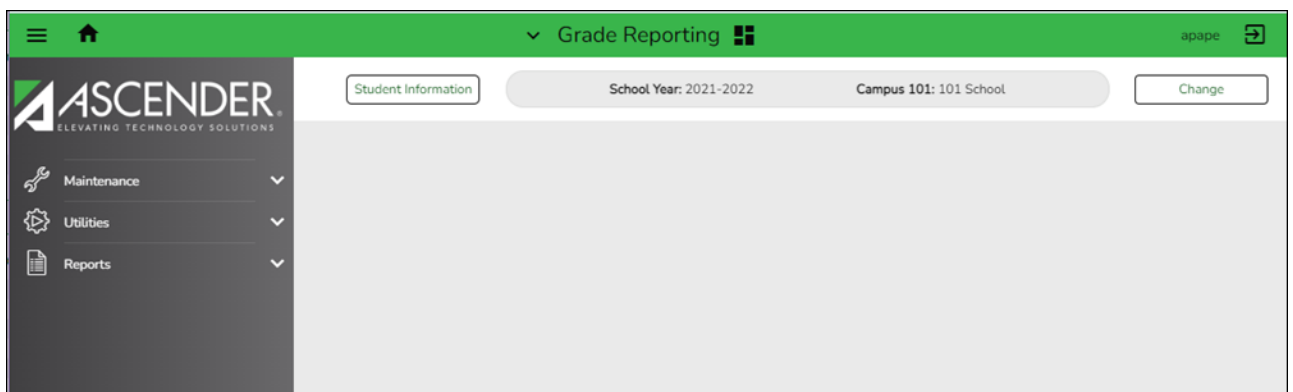 Grade Reporting
apape
ASCENDER®
ELEVATING TECHNOLOGY SOLUTIONS
Student Information
School Year: 2021-2022 Campus 101: 101 School
Change
Maintenance
Utilities
Reports